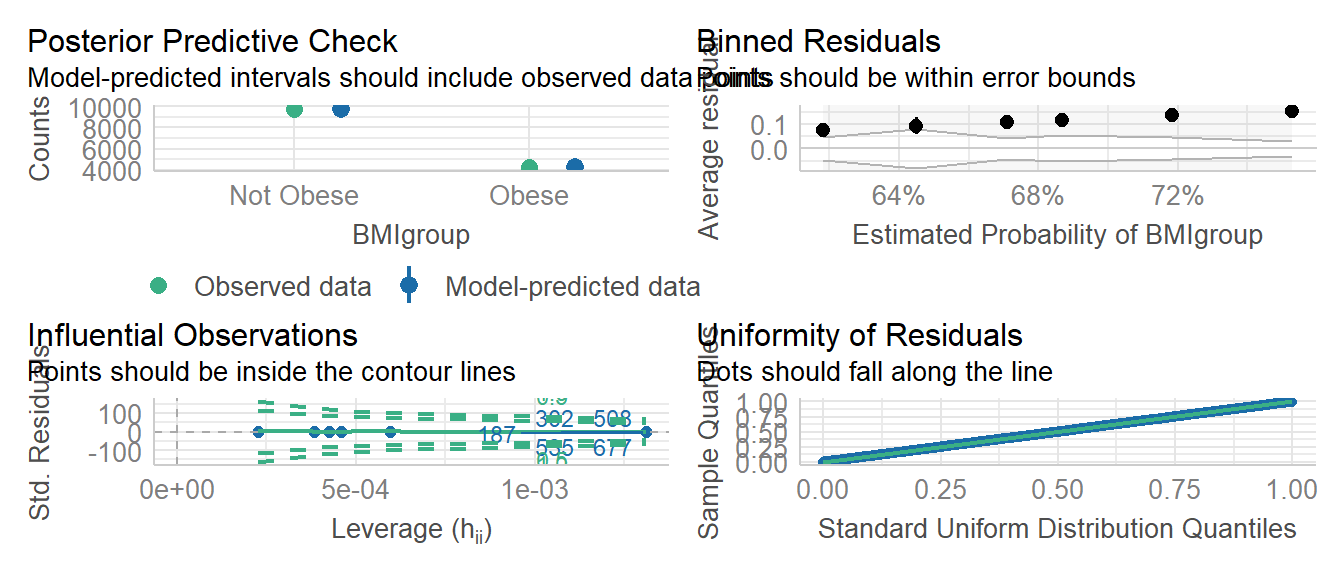 Posterior Predictive Check
Model-predicted intervals should include observed data points
Counts
10000
8000
6000
4000
Not Obese
Obese
BMIgroup
Observed data
Model-predicted data
Binned Residuals
Points should be within error bounds
Average residual
0.1
0.0
64%
68%
72%
Estimated Probability of BMIgroup
Influential Observations
Points should be inside the contour lines
Std. Residuals
100
0
-100
187
508
677
0e+00
5e-04
1e-03
Leverage (hii)
Uniformity of Residuals
Dots should fall along the line
Sample Quantiles
1.00
0.75
0.50
0.25
0.00
0.00
0.25
0.50
0.75
1.00
Standard Uniform Distribution Quantiles